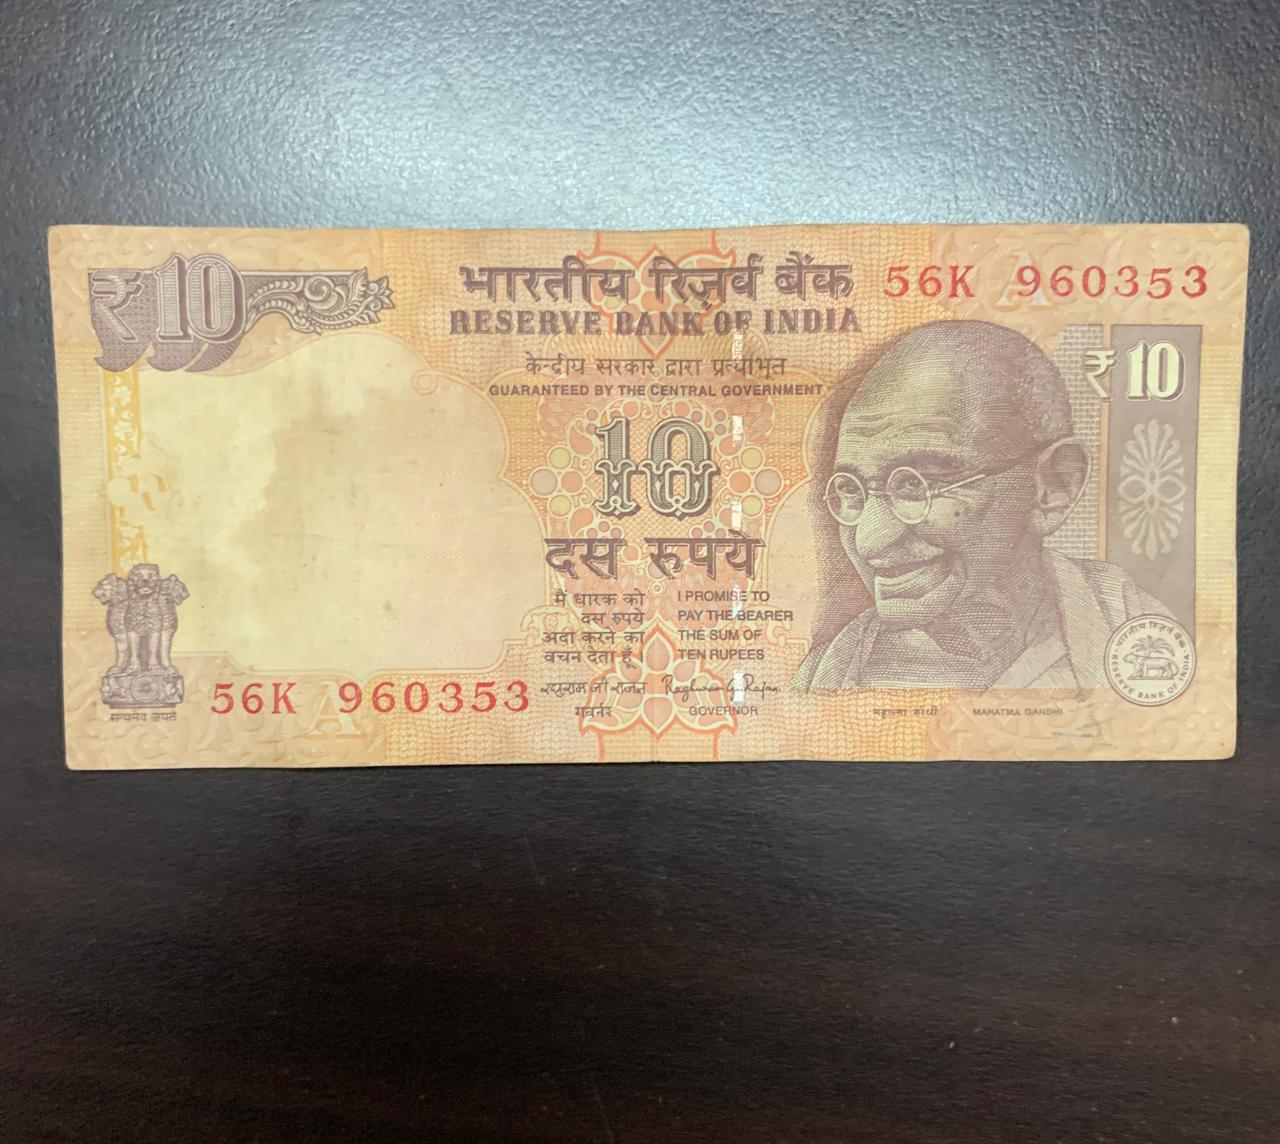 ₹10
भारतीय रिज़र्व बैंक
56K 960353
RESERVE BANK OF INDIA
केन्द्रीय सरकार द्वारा प्रत्याभूत
GUARANTEED BY THE CENTRAL GOVERNMENT
₹10
10
दस रुपये
मैं धारक को
दस रुपये
अदा करने का
वचन देता हूँ
I PROMISE TO
PAY THE BEARER
THE SUM OF
TEN RUPEES
भारतीय रिज़र्व बैंक
RESERVE BANK OF INDIA
56K 960353
A
रघुराम जी राजन
Raghuram G. Rajan
गवर्नर
GOVERNOR
सत्यमेव जयते
महात्मा गांधी
MAHATMA GANDHI